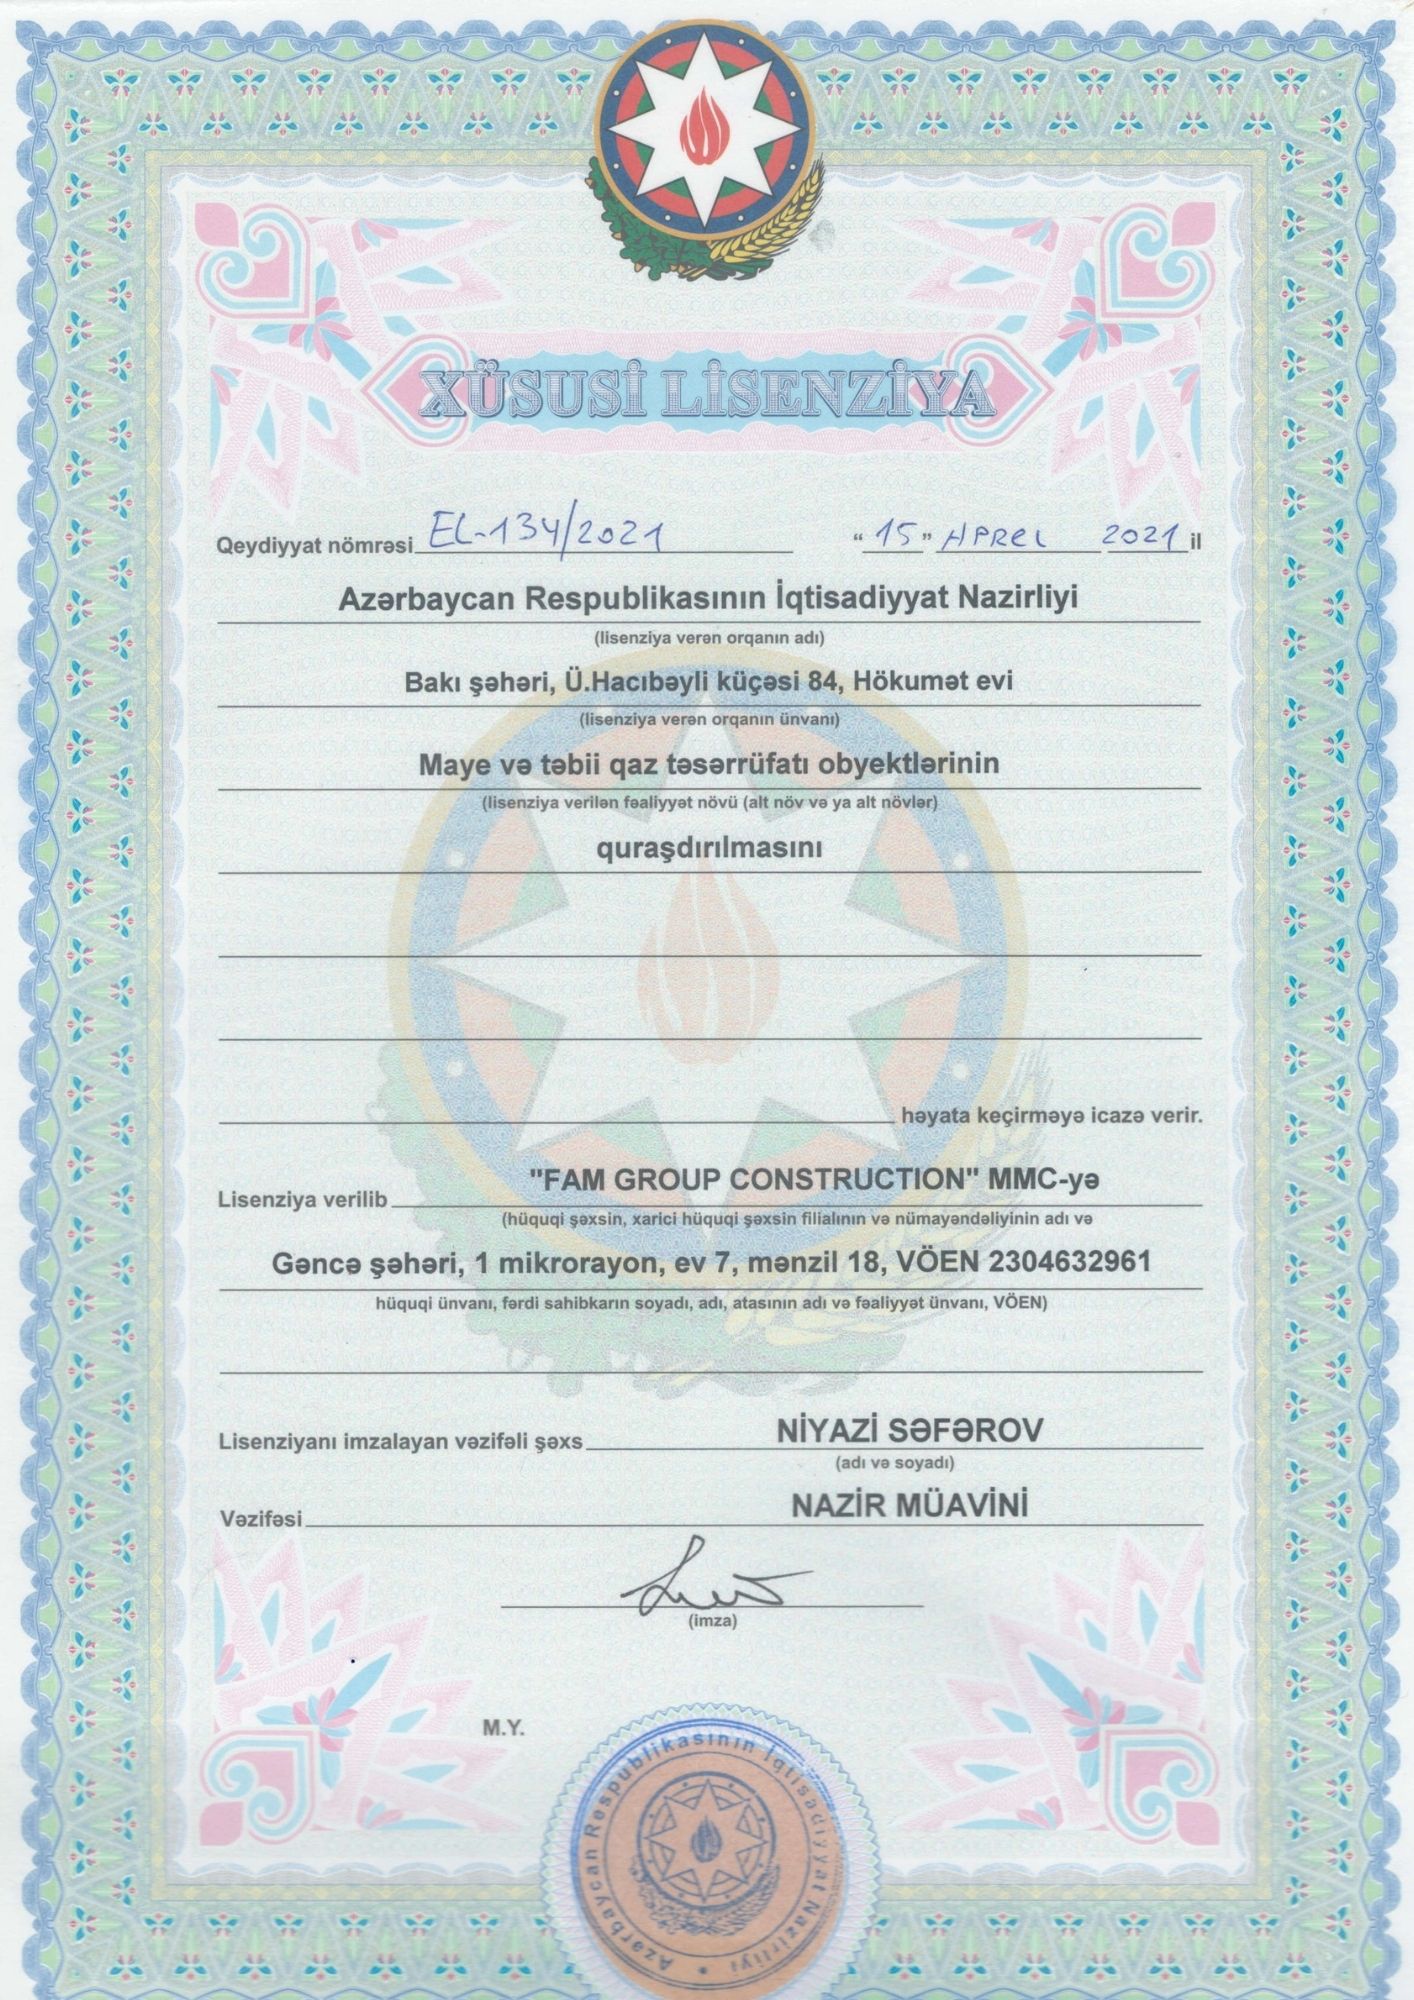 XÜSUSİ LİSENZİYA
Qeydiyyat nömrəsi EL-134/2021 "15" APREL 2021 il
Azərbaycan Respublikasının İqtisadiyyat Nazirliyi
(lisenziya verən orqanın adı)
Bakı şəhəri, Ü.Hacıbəyli küçəsi 84, Hökumət evi
(lisenziya verən orqanın ünvanı)
Maye və təbii qaz təsərrüfatı obyektlərinin
(lisenziya verilən fəaliyyət növü (alt növ və ya alt növlər)
quraşdırılmasını
həyata keçirməyə icazə verir.
Lisenziya verilib "FAM GROUP CONSTRUCTION" MMC-yə
(hüquqi şəxsin, xarici hüquqi şəxsin filialının və nümayəndəliyinin adı və
Gəncə şəhəri, 1 mikrorayon, ev 7, mənzil 18, VÖEN 2304632961
hüquqi ünvanı, fərdi sahibkarın soyadı, adı, atasının adı və fəaliyyət ünvanı, VÖEN)
Lisenziyanı imzalayan vəzifəli şəxs NİYAZİ SƏFƏROV
(adı və soyadı)
Vəzifəsi NAZİR MÜAVİNİ
(imza)
M.Y.
Azərbaycan Respublikasının İqtisadiyyat Nazirliyi